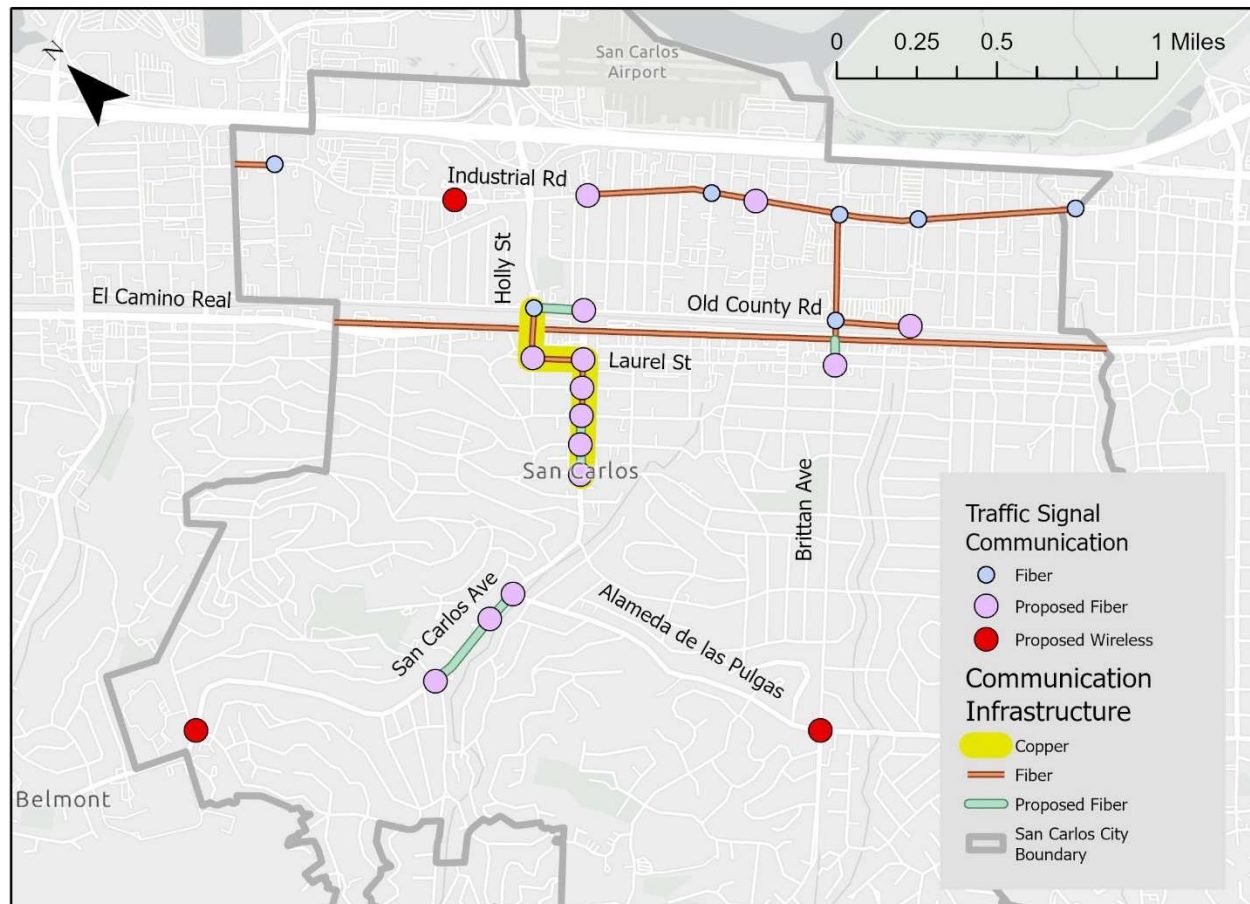 N
San Carlos
Airport
0 0.25 0.5 1 Miles
Industrial Rd
Holly St
El Camino Real
Old County Rd
Laurel St
San Carlos
Brittan Ave
San Carlos Ave
Alameda de las Pulgas
Belmont
Traffic Signal
Communication
Fiber
Proposed Fiber
Proposed Wireless
Communication
Infrastructure
Copper
Fiber
Proposed Fiber
San Carlos City
Boundary